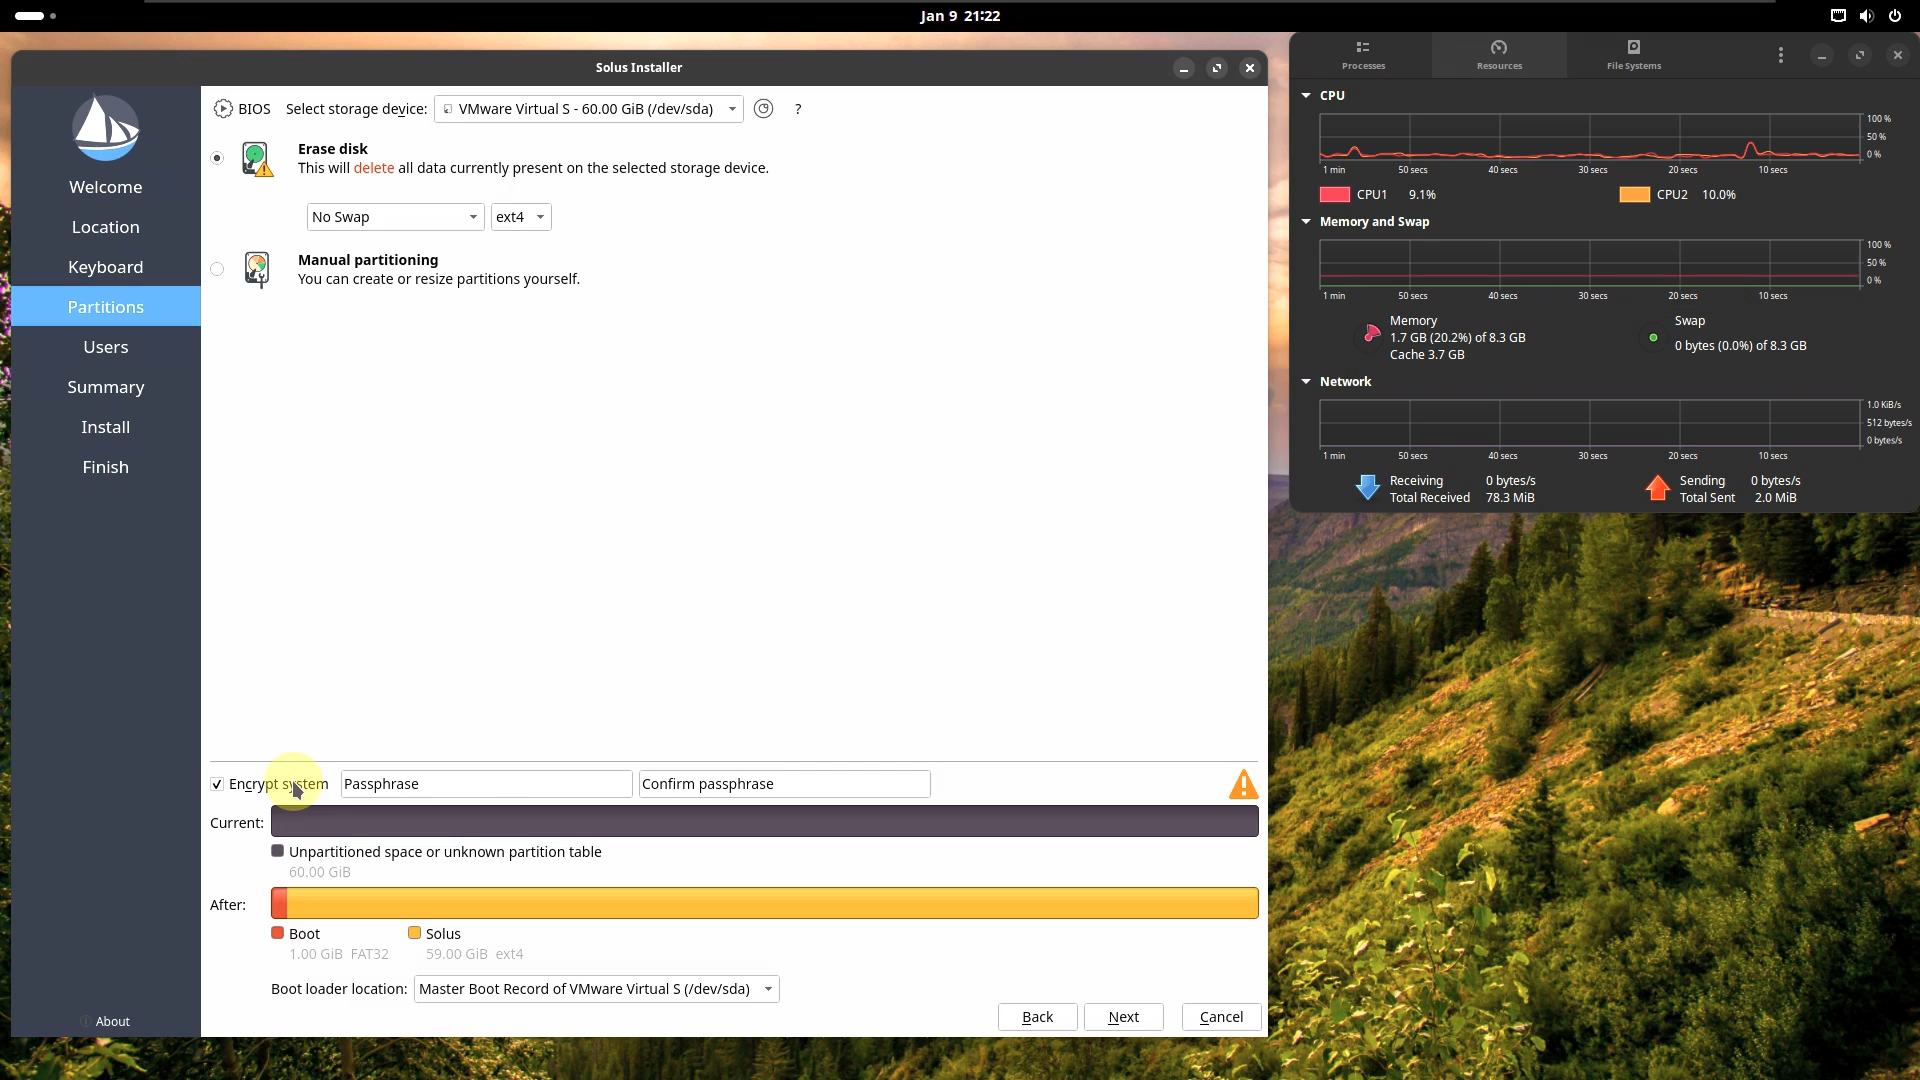 Jan 9 21:22
Solus Installer
Welcome
Location
Keyboard
Partitions
Users
Summary
Install
Finish
About
BIOS
Select storage device:
VMware Virtual S - 60.00 GiB (/dev/sda)
?
Erase disk
This will delete all data currently present on the selected storage device.
No Swap
ext4
Manual partitioning
You can create or resize partitions yourself.
Encrypt system
Passphrase
Confirm passphrase
Current:
Unpartitioned space or unknown partition table
60.00 GiB
After:
Boot
1.00 GiB FAT32
Solus
59.00 GiB ext4
Boot loader location:
Master Boot Record of VMware Virtual S (/dev/sda)
Back
Next
Cancel
Processes
Resources
File Systems
CPU
100 %
50 %
0 %
1 min
50 secs
40 secs
30 secs
20 secs
10 secs
CPU1 9.1%
CPU2 10.0%
Memory and Swap
100 %
50 %
0 %
1 min
50 secs
40 secs
30 secs
20 secs
10 secs
Memory
1.7 GB (20.2%) of 8.3 GB
Cache 3.7 GB
Swap
0 bytes (0.0%) of 8.3 GB
Network
1.0 KiB/s
512 bytes/s
0 bytes/s
1 min
50 secs
40 secs
30 secs
20 secs
10 secs
Receiving 0 bytes/s
Total Received 78.3 MiB
Sending 0 bytes/s
Total Sent 2.0 MiB